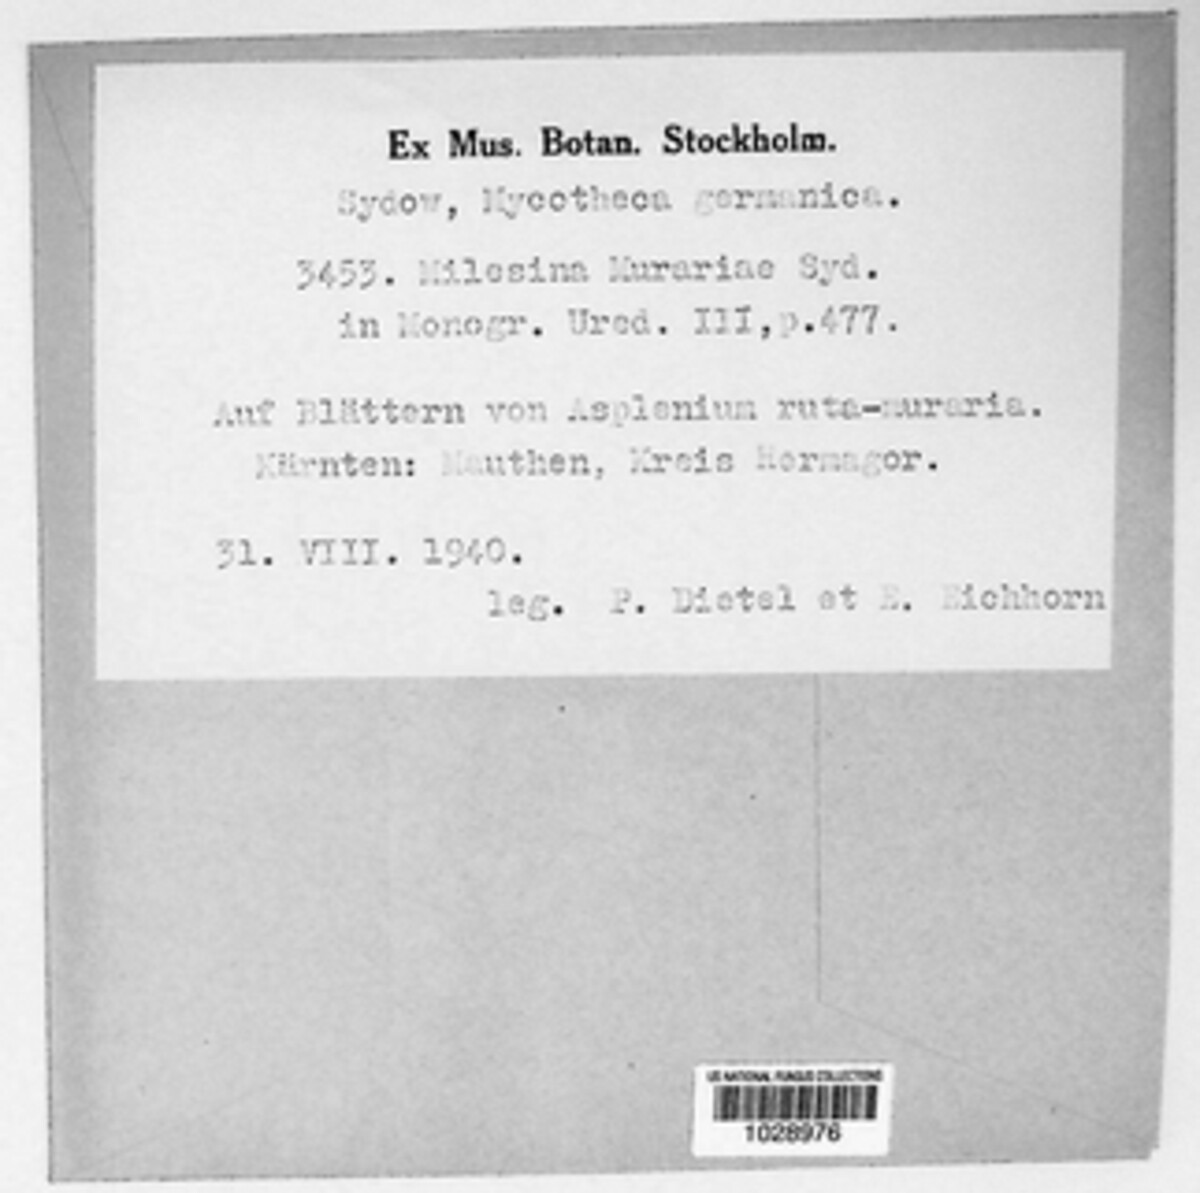 Ex Mus. Botan. Stockholm.
Sydow, Mycotheca germanica.
3453. Milesina Murariae Syd.
in Monogr. Ured. III, p.477.
Auf Blättern von Asplenium ruta-muraria.
Kärnten: Mauthen, Kreis Hermagor.
31. VIII. 1940.
leg. P. Dietel et E. Eichhorn
US NATIONAL FUNGUS COLLECTIONS
1028976